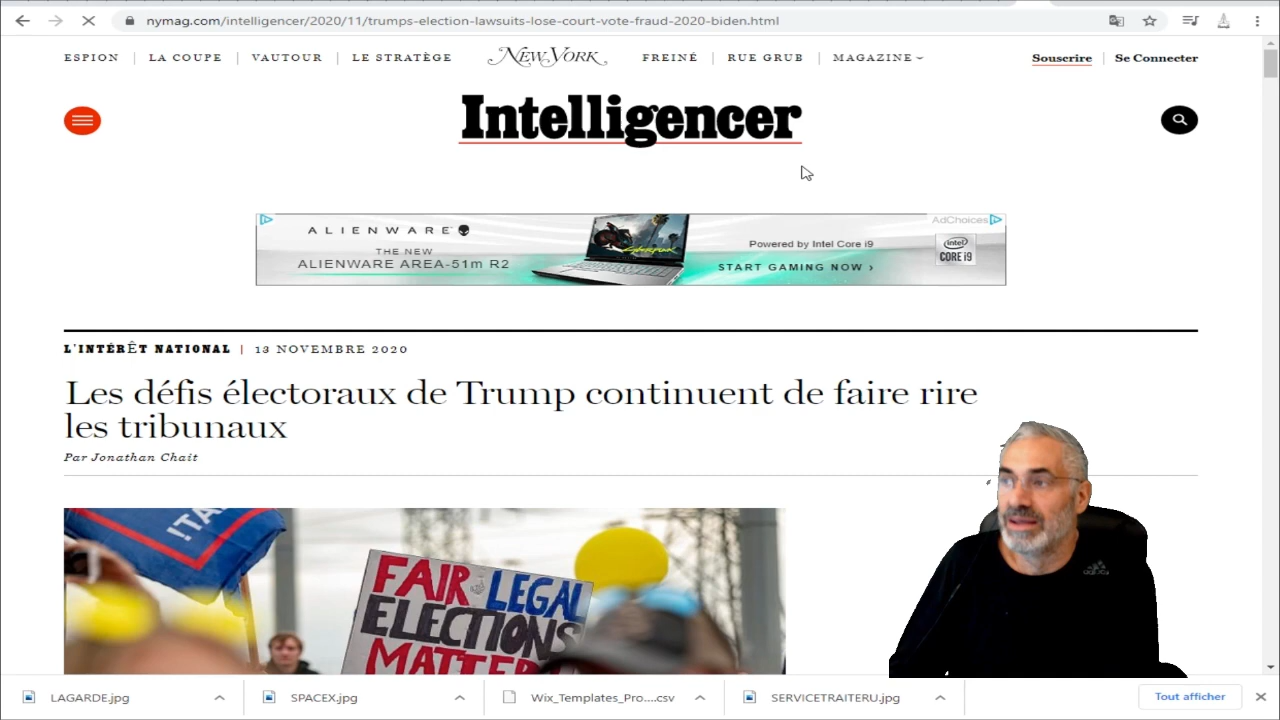 nymag.com/intelligencer/2020/11/trumps-election-lawsuits-lose-court-vote-fraud-2020-biden.html
ESPION | LA COUPE | VAUTOUR | LE STRATÈGE NEW YORK FREINÉ | RUE GRUB | MAGAZINE Souscrire | Se Connecter
Intelligencer
ALIENWARE
THE NEW
ALIENWARE AREA-51m R2
Powered by Intel Core i9
START GAMING NOW ›
AdChoices
intel
CORE i9
L'INTÉRÊT NATIONAL | 13 NOVEMBRE 2020
Les défis électoraux de Trump continuent de faire rire
les tribunaux
Par Jonathan Chait
FAIR LEGAL
ELECTIONS
MATTER
adidas
LAGARDE.jpg SPACEX.jpg Wix_Templates_Pro....csv SERVICETRAITERU.jpg Tout afficher